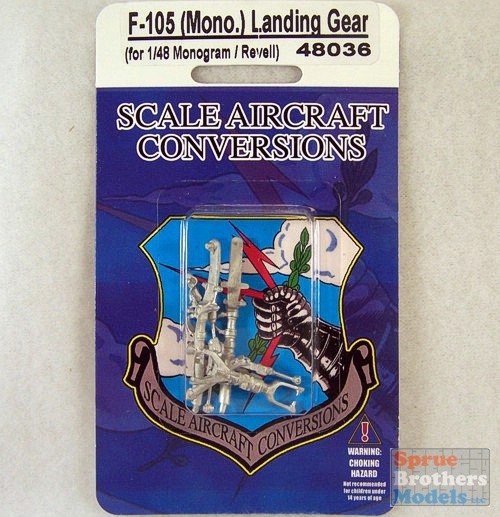 F-105 (Mono.) Landing Gear
(for 1/48 Monogram / Revell) 48036
SCALE AIRCRAFT
CONVERSIONS
SCALE AIRCRAFT CONVERSIONS
WARNING:
CHOKING
HAZARD
Not recommended
for children under
14 years of age
Sprue
Brothers
Models LLC